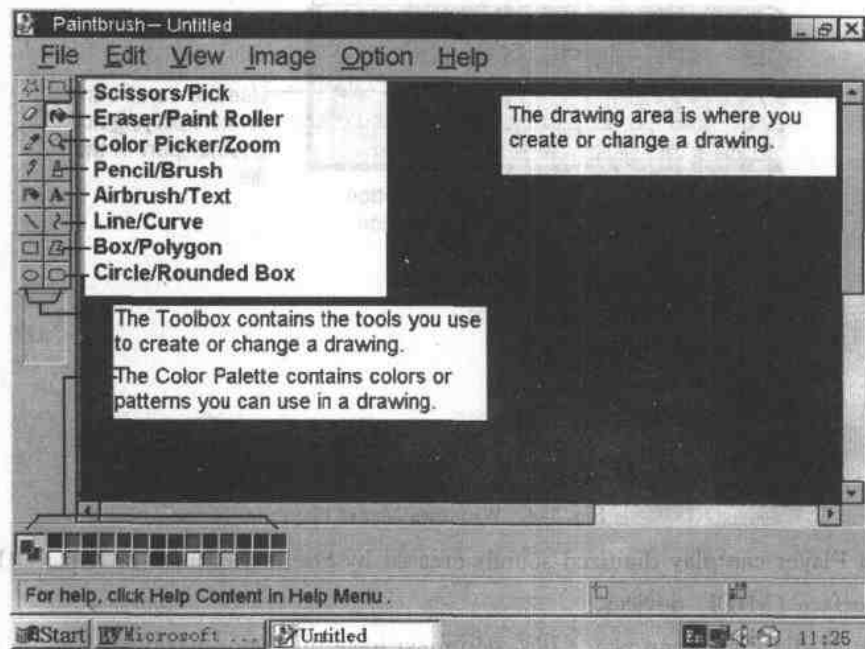 Paintbrush— Untitled
File Edit View Image Option Help
Scissors/Pick
Eraser/Paint Roller
Color Picker/Zoom
Pencil/Brush
Airbrush/Text
Line/Curve
Box/Polygon
Circle/Rounded Box
The drawing area is where you
create or change a drawing.
The Toolbox contains the tools you use
to create or change a drawing.
The Color Palette contains colors or
patterns you can use in a drawing.
For help, click Help Content in Help Menu.
Start Microsoft ... Untitled En 11:25